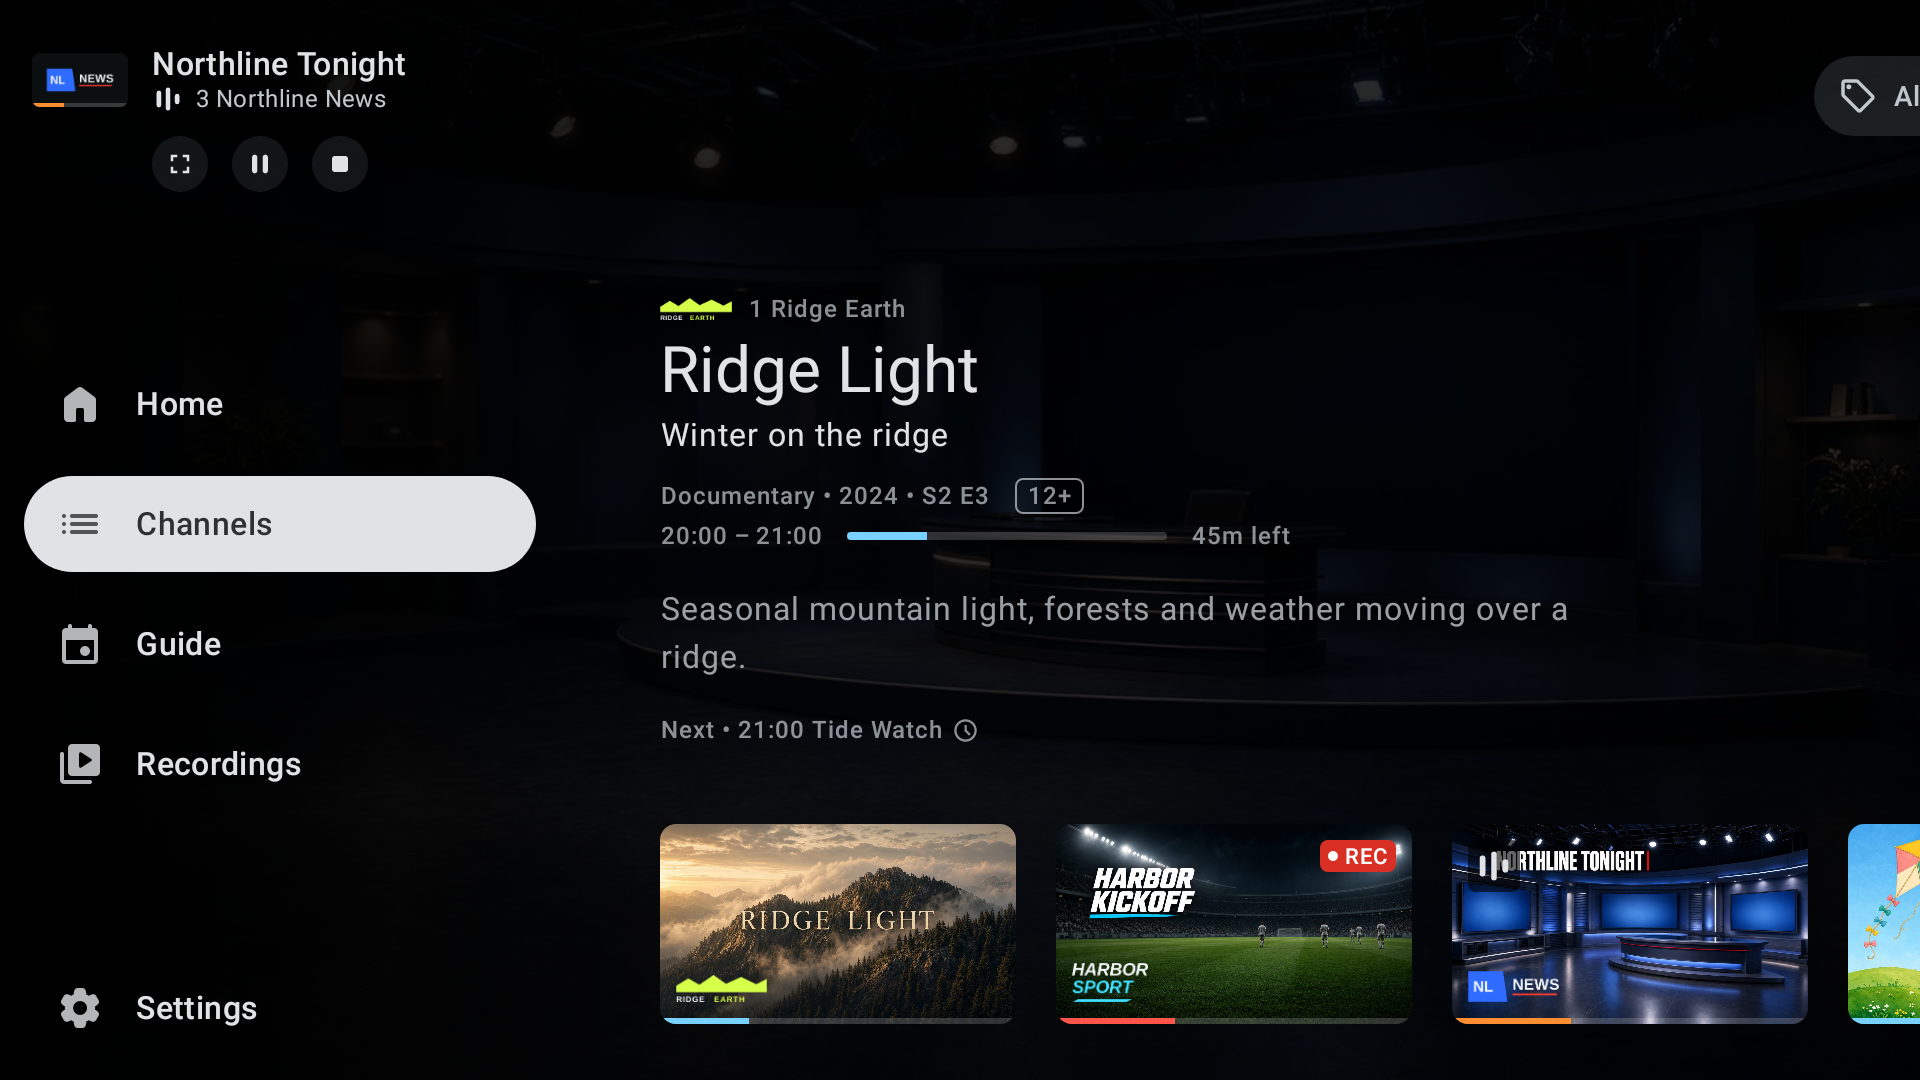 NL NEWS
Northline Tonight
3 Northline News
Al
Home
Channels
Guide
Recordings
Settings
RIDGE EARTH
1 Ridge Earth
Ridge Light
Winter on the ridge
Documentary • 2024 • S2 E3 12+
20:00 – 21:00 45m left
Seasonal mountain light, forests and weather moving over a
ridge.
Next • 21:00 Tide Watch
RIDGE LIGHT
RIDGE EARTH
REC
HARBOR
KICKOFF
HARBOR
SPORT
NORTHLINE TONIGHT
NL NEWS